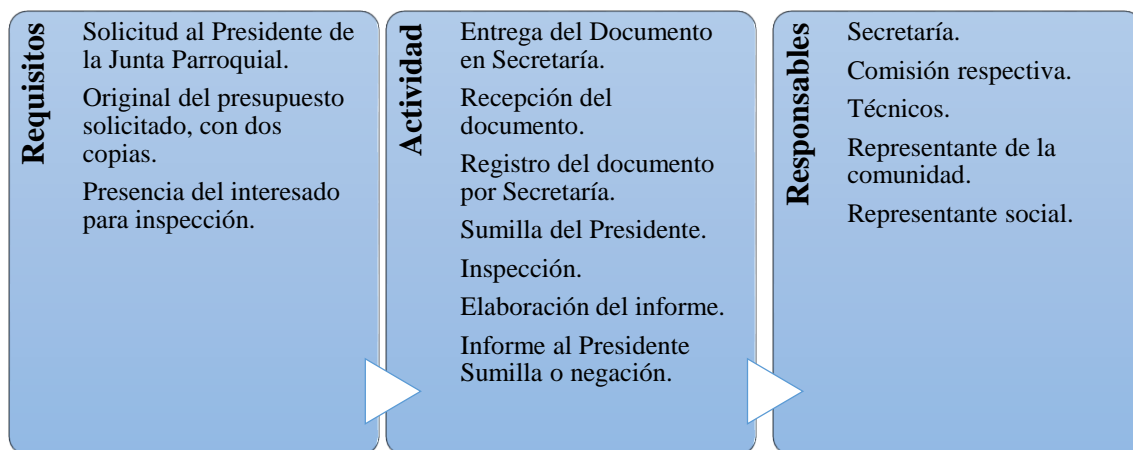 Requisitos
Solicitud al Presidente de
la Junta Parroquial.
Original del presupuesto
solicitado, con dos
copias.
Presencia del interesado
para inspección.
Actividad
Entrega del Documento
en Secretaría.
Recepción del
documento.
Registro del documento
por Secretaría.
Sumilla del Presidente.
Inspección.
Elaboración del informe.
Informe al Presidente
Sumilla o negación.
Responsables
Secretaría.
Comisión respectiva.
Técnicos.
Representante de la
comunidad.
Representante social.